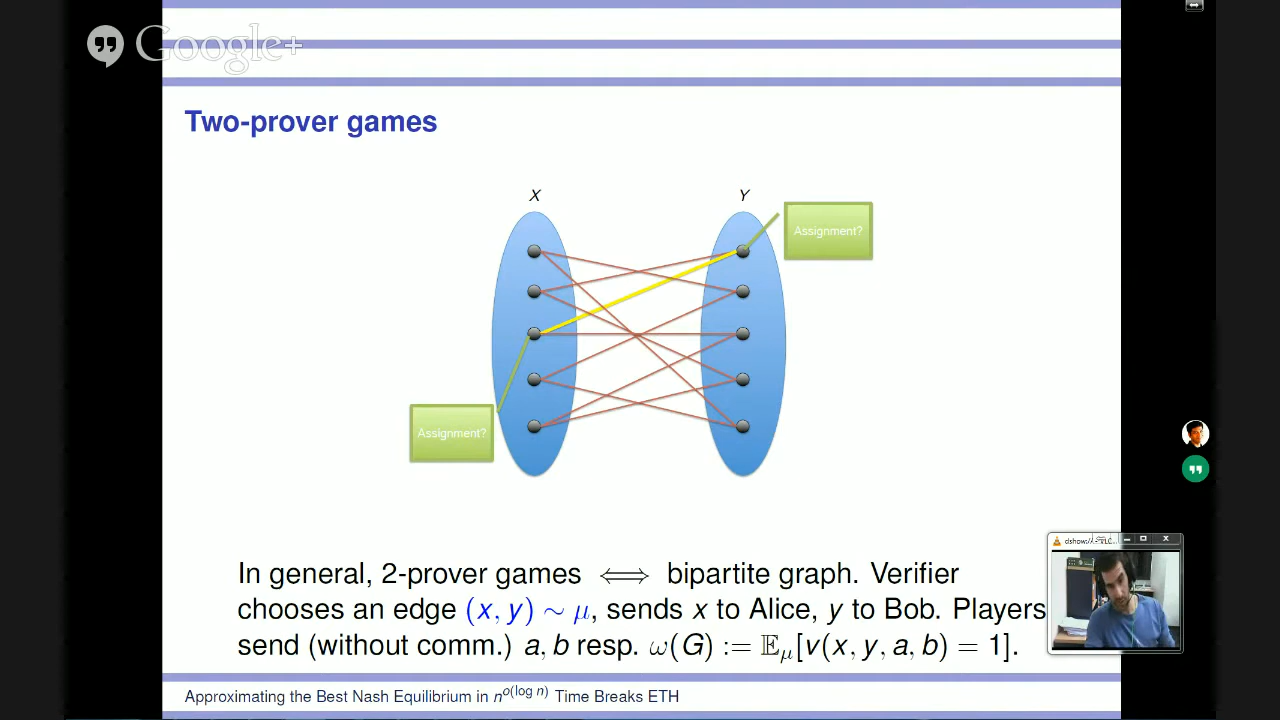 Google+
Two-prover games
X
Y
Assignment?
Assignment?
dshow://
In general, 2-prover games ⟺ bipartite graph. Verifier
chooses an edge (x, y) ∼ μ, sends x to Alice, y to Bob. Players
send (without comm.) a, b resp. ω(G) := 𝔼_μ[v(x, y, a, b) = 1].
Approximating the Best Nash Equilibrium in n^{o(log n)} Time Breaks ETH